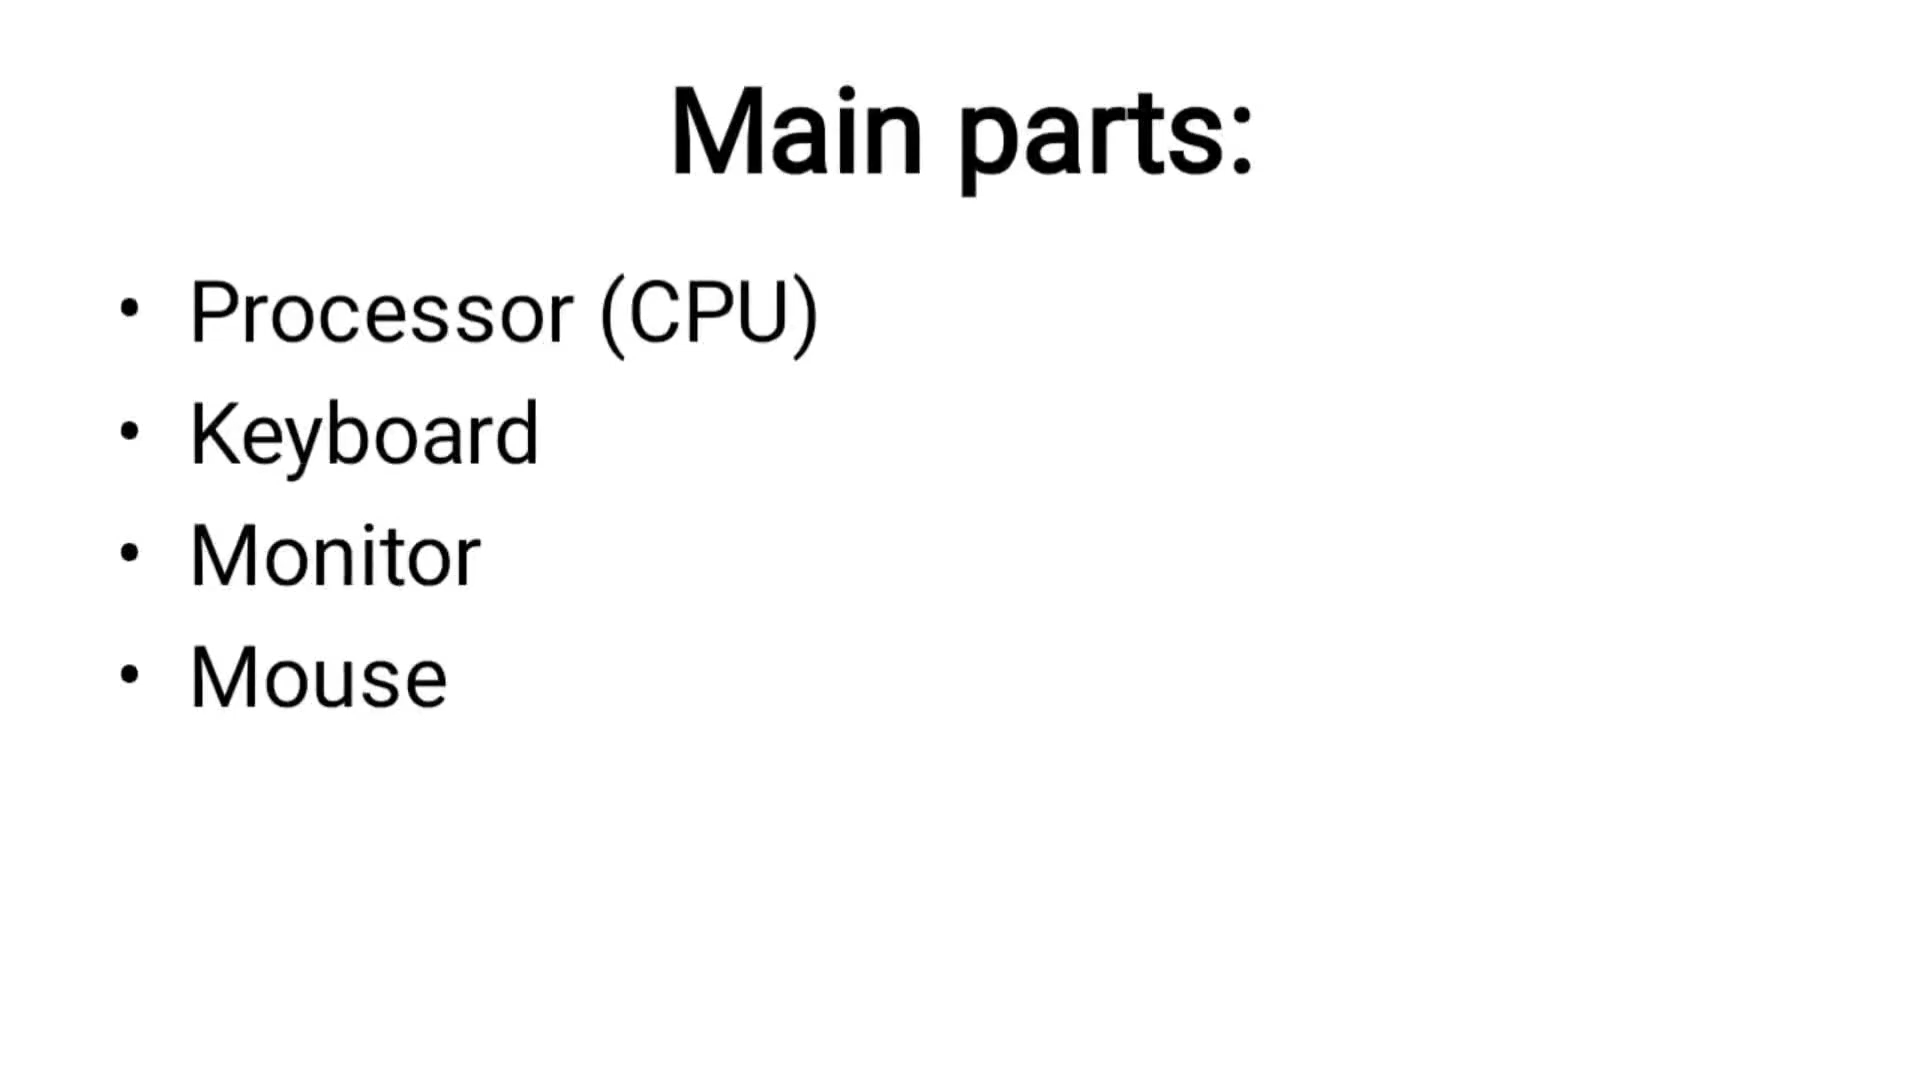 Main parts:
• Processor (CPU)
• Keyboard
• Monitor
• Mouse